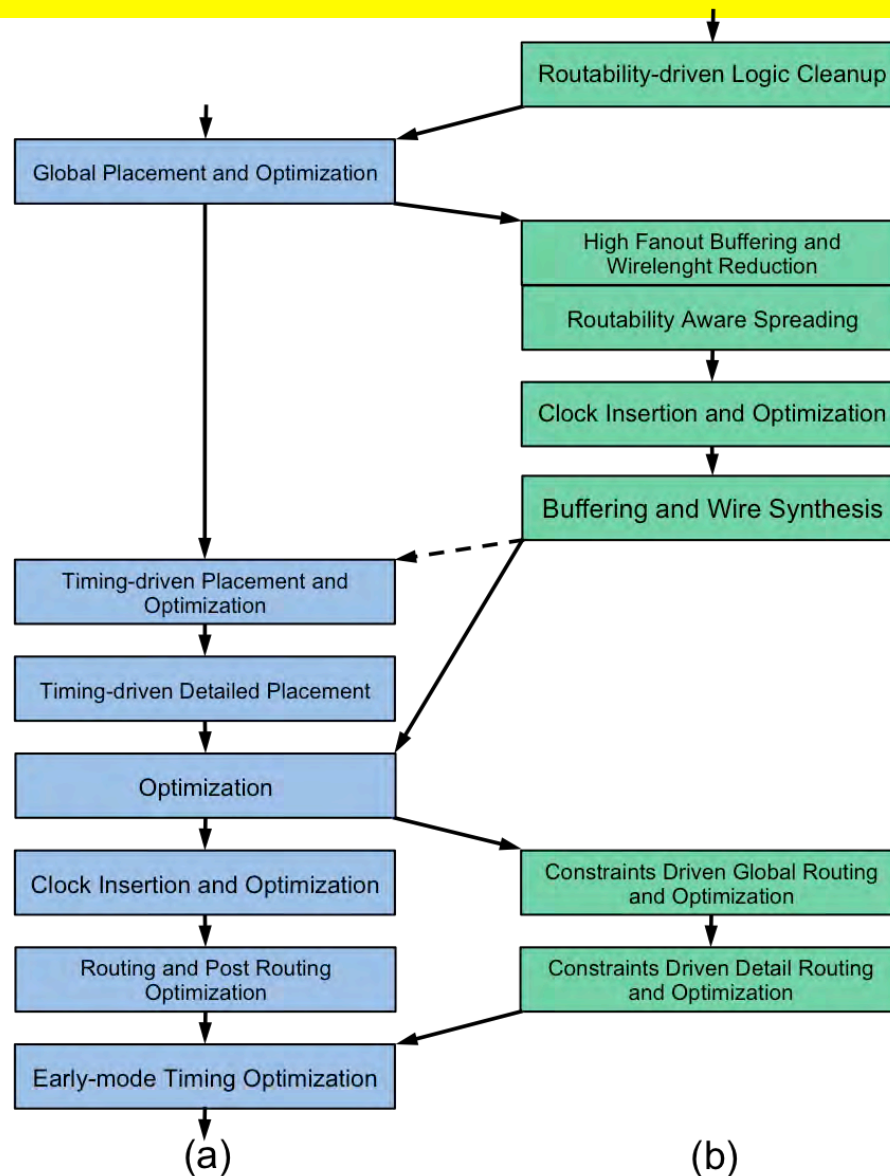 Routability-driven Logic Cleanup
Global Placement and Optimization
High Fanout Buffering and
Wirelenght Reduction
Routability Aware Spreading
Clock Insertion and Optimization
Buffering and Wire Synthesis
Timing-driven Placement and
Optimization
Timing-driven Detailed Placement
Optimization
Clock Insertion and Optimization
Constraints Driven Global Routing
and Optimization
Routing and Post Routing
Optimization
Constraints Driven Detail Routing
and Optimization
Early-mode Timing Optimization
(a)
(b)